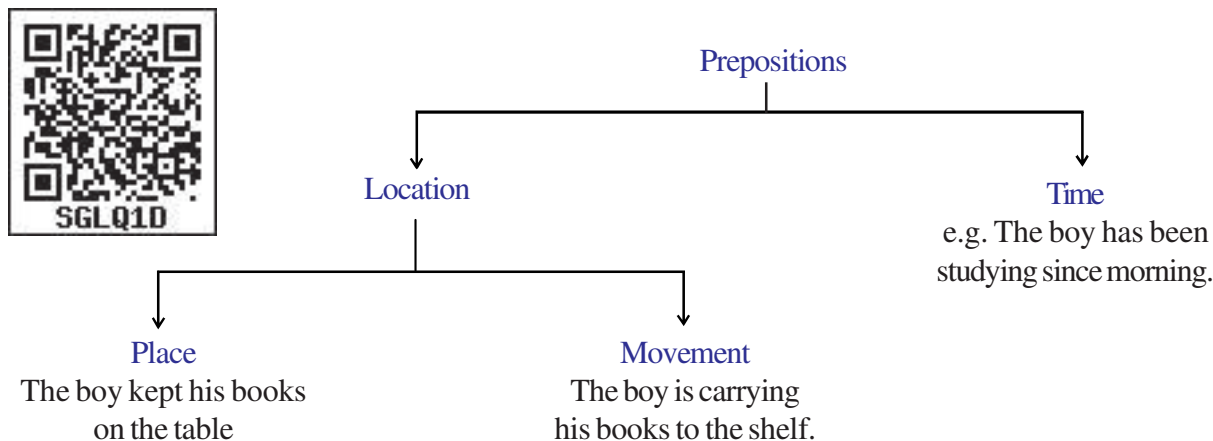 Prepositions
SGLQ1D
Location
Time
e.g. The boy has been
studying since morning.
Place
The boy kept his books
on the table
Movement
The boy is carrying
his books to the shelf.